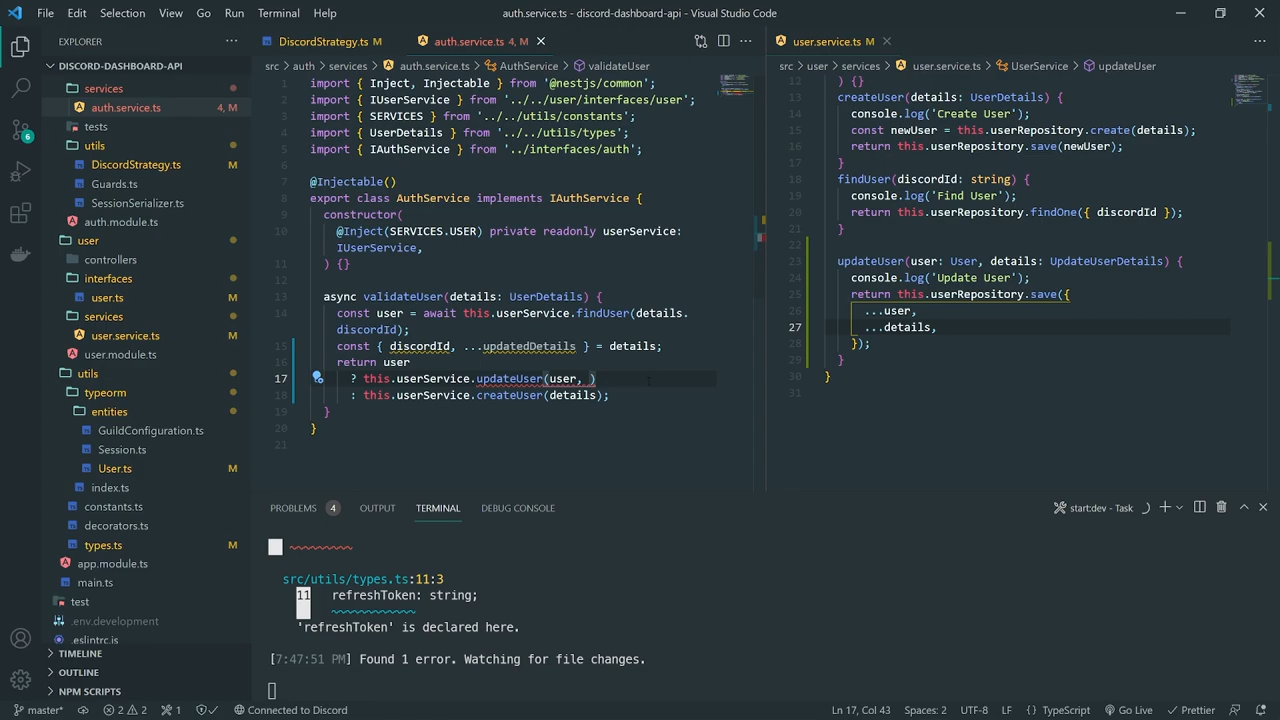 File Edit Selection View Go Run Terminal Help
auth.service.ts - discord-dashboard-api - Visual Studio Code
EXPLORER
DISCORD-DASHBOARD-API
services
auth.service.ts 4, M
tests
utils
DiscordStrategy.ts M
Guards.ts
SessionSerializer.ts
auth.module.ts
user
controllers
interfaces
user.ts M
services
user.service.ts M
user.module.ts
utils
typeorm
entities
GuildConfiguration.ts
Session.ts
User.ts M
index.ts
constants.ts
decorators.ts
types.ts M
app.module.ts
main.ts
test
.env.development
.eslintrc.js
TIMELINE
OUTLINE
NPM SCRIPTS
6
DiscordStrategy.ts M
auth.service.ts 4, M
src > auth > services > auth.service.ts > AuthService > validateUser
1 import { Inject, Injectable } from '@nestjs/common';
2 import { IUserService } from '../../user/interfaces/user';
3 import { SERVICES } from '../../utils/constants';
4 import { UserDetails } from '../../utils/types';
5 import { IAuthService } from '../interfaces/auth';
6
7 @Injectable()
8 export class AuthService implements IAuthService {
9 constructor(
10 @Inject(SERVICES.USER) private readonly userService:
IUserService,
11 ) {}
12
13 async validateUser(details: UserDetails) {
14 const user = await this.userService.findUser(details.
discordId);
15 const { discordId, ...updatedDetails } = details;
16 return user
17 ? this.userService.updateUser(user, )
18 : this.userService.createUser(details);
19 }
20 }
21
user.service.ts M
src > user > services > user.service.ts > UserService > updateUser
12 ) {}
13 createUser(details: UserDetails) {
14 console.log('Create User');
15 const newUser = this.userRepository.create(details);
16 return this.userRepository.save(newUser);
17 }
18 findUser(discordId: string) {
19 console.log('Find User');
20 return this.userRepository.findOne({ discordId });
21 }
22
23 updateUser(user: User, details: UpdateUserDetails) {
24 console.log('Update User');
25 return this.userRepository.save({
26 ...user,
27 ...details,
28 });
29 }
30 }
31
PROBLEMS 4 OUTPUT TERMINAL DEBUG CONSOLE
start:dev - Task
~~~~~~~~~~
src/utils/types.ts:11:3
11 refreshToken: string;
~~~~~~~~~~~~
'refreshToken' is declared here.
[7:47:51 PM] Found 1 error. Watching for file changes.
master* 2 2 1 Connected to Discord
Ln 17, Col 43 Spaces: 2 UTF-8 LF {} TypeScript Go Live Prettier